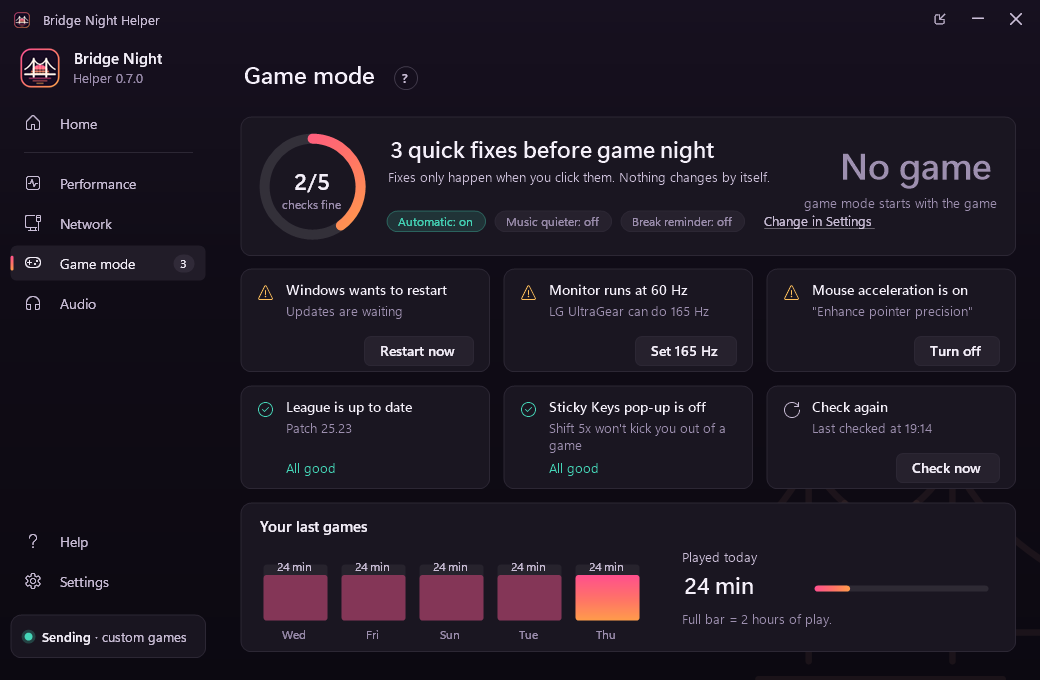 Bridge Night Helper
Bridge Night
Helper 0.7.0
Home
Performance
Network
Game mode 3
Audio
Help
Settings
Sending · custom games
Game mode ?
2/5
checks fine
3 quick fixes before game night
Fixes only happen when you click them. Nothing changes by itself.
Automatic: on
Music quieter: off
Break reminder: off
Change in Settings
No game
game mode starts with the game
Windows wants to restart
Updates are waiting
Restart now
Monitor runs at 60 Hz
LG UltraGear can do 165 Hz
Set 165 Hz
Mouse acceleration is on
"Enhance pointer precision"
Turn off
League is up to date
Patch 25.23
All good
Sticky Keys pop-up is off
Shift 5x won't kick you out of a
game
All good
Check again
Last checked at 19:14
Check now
Your last games
24 min 24 min 24 min 24 min 24 min
Wed Fri Sun Tue Thu
Played today
24 min
Full bar = 2 hours of play.